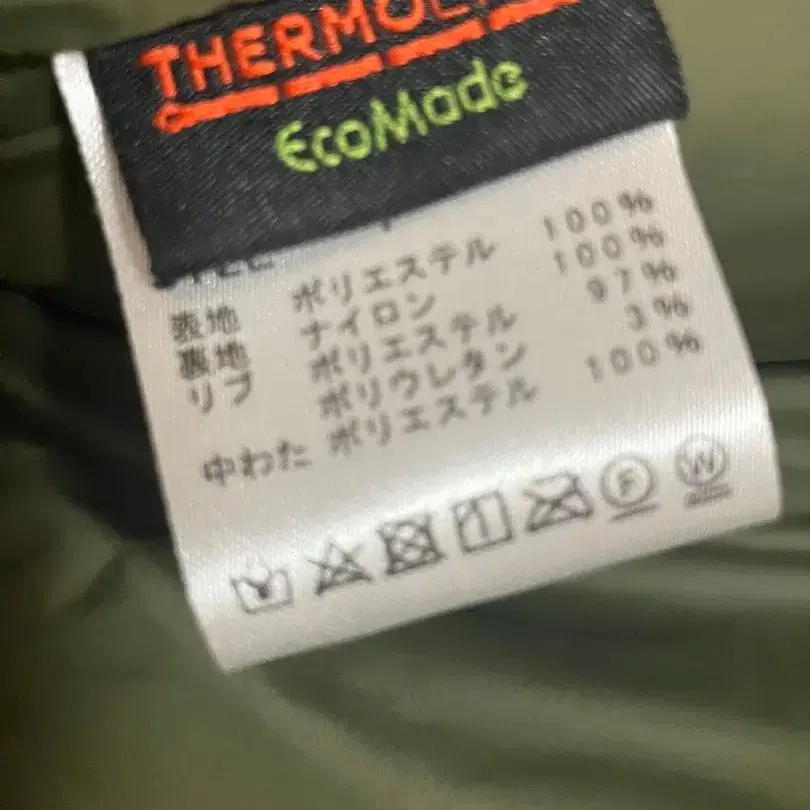 THERMOL
EcoMade
表地 ポリエステル 100%
裏地 ナイロン 100%
リブ ポリエステル 97%
ポリウレタン 3%
中わた ポリエステル 100%
F W